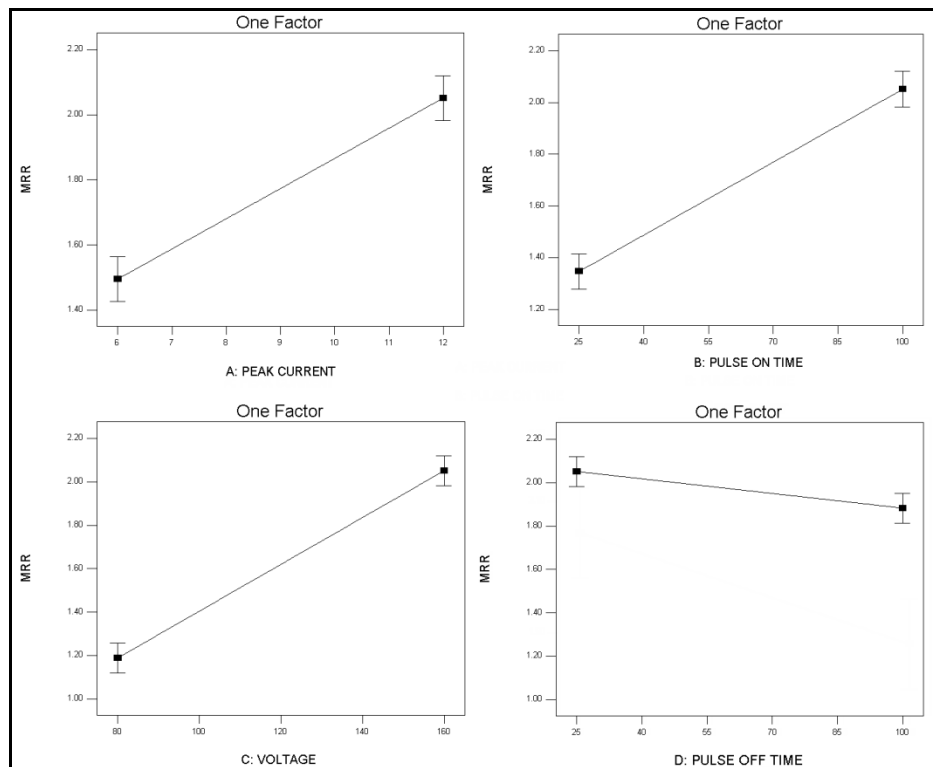 One Factor
2.20
2.00
1.80
1.60
1.40
MRR
6 7 8 9 10 11 12
A: PEAK CURRENT
One Factor
2.20
2.00
1.80
1.60
1.40
1.20
MRR
25 40 55 70 85 100
B: PULSE ON TIME
One Factor
2.20
2.00
1.80
1.60
1.40
1.20
1.00
MRR
80 100 120 140 160
C: VOLTAGE
One Factor
2.20
2.00
1.80
1.60
1.40
1.20
1.00
MRR
25 40 55 70 85 100
D: PULSE OFF TIME